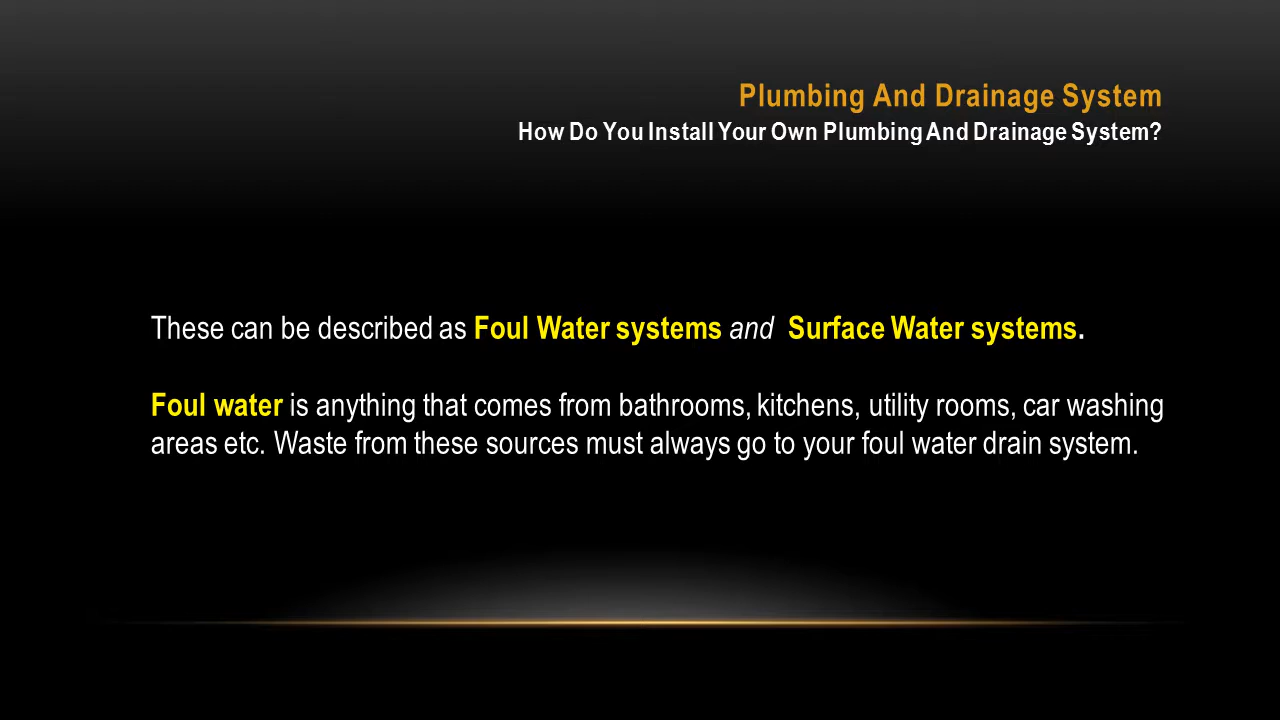 Plumbing And Drainage System
How Do You Install Your Own Plumbing And Drainage System?
These can be described as Foul Water systems and Surface Water systems.
Foul water is anything that comes from bathrooms, kitchens, utility rooms, car washing
areas etc. Waste from these sources must always go to your foul water drain system.